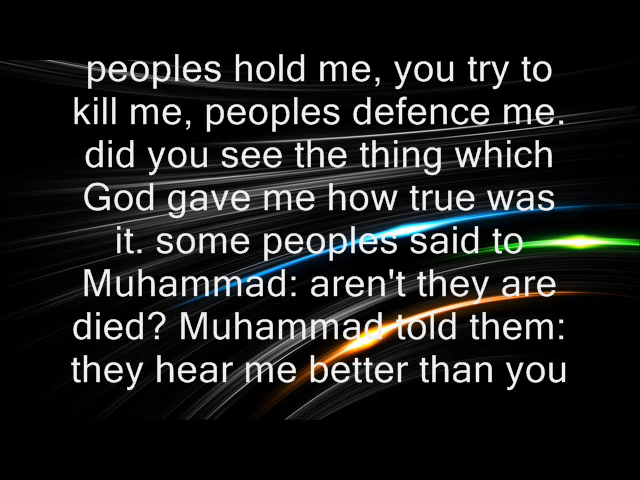 peoples hold me, you try to
kill me, peoples defence me.
did you see the thing which
God gave me how true was
it. some peoples said to
Muhammad: aren't they are
died? Muhammad told them:
they hear me better than you